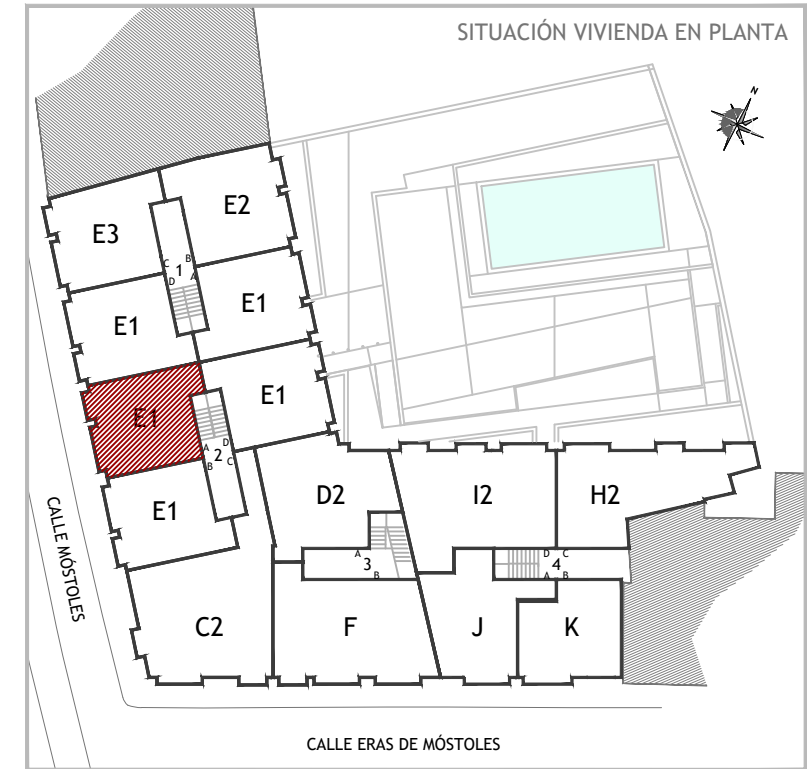 SITUACIÓN VIVIENDA EN PLANTA
N
E2
E3
C B
1
D A
E1
E1
E1
E1
A D
2
B C
E1
D2
I2
H2
A
3
B
D C
4
A B
C2
F
J
K
CALLE MÓSTOLES
CALLE ERAS DE MÓSTOLES